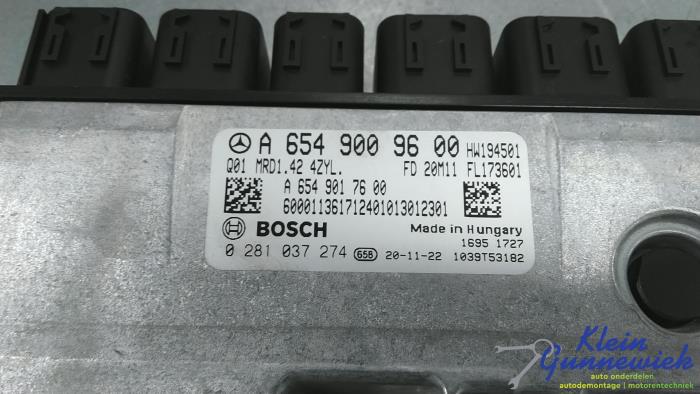 A 654 900 96 00 HW194501
Q01 MRD1.42 4ZYL. FD 20M11 FL173601
A 654 901 76 00
600011361712401013012301
BOSCH Made in Hungary
1695 1727
0 281 037 274 658 20-11-22 1039T53182
Klein
Gunnewiek
auto onderdelen
autodemontage | motorentechniek